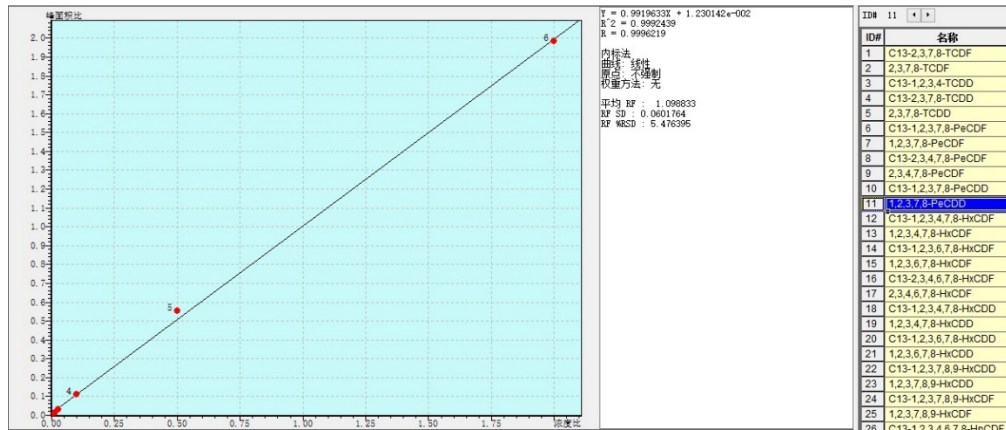 峰面积比
2.0
1.9
1.8
1.7
1.6
1.5
1.4
1.3
1.2
1.1
1.0
0.9
0.8
0.7
0.6
0.5
0.4
0.3
0.2
0.1
0.0
4
5
6
0.00 0.25 0.50 0.75 1.00 1.25 1.50 1.75 浓度比
Y = 0.9919633X + 1.230142e-002
R^2 = 0.9992439
R = 0.9996219
内标法
曲线: 线性
原点: 不强制
权重方法: 无
平均 RF : 1.098833
RF SD : 0.0601764
RF %RSD : 5.476395
ID# 11
ID# 名称
1 C13-2,3,7,8-TCDF
2 2,3,7,8-TCDF
3 C13-1,2,3,4-TCDD
4 C13-2,3,7,8-TCDD
5 2,3,7,8-TCDD
6 C13-1,2,3,7,8-PeCDF
7 1,2,3,7,8-PeCDF
8 C13-2,3,4,7,8-PeCDF
9 2,3,4,7,8-PeCDF
10 C13-1,2,3,7,8-PeCDD
11 1,2,3,7,8-PeCDD
12 C13-1,2,3,4,7,8-HxCDF
13 1,2,3,4,7,8-HxCDF
14 C13-1,2,3,6,7,8-HxCDF
15 1,2,3,6,7,8-HxCDF
16 C13-2,3,4,6,7,8-HxCDF
17 2,3,4,6,7,8-HxCDF
18 C13-1,2,3,4,7,8-HxCDD
19 1,2,3,4,7,8-HxCDD
20 C13-1,2,3,6,7,8-HxCDD
21 1,2,3,6,7,8-HxCDD
22 C13-1,2,3,7,8,9-HxCDD
23 1,2,3,7,8,9-HxCDD
24 C13-1,2,3,7,8,9-HxCDF
25 1,2,3,7,8,9-HxCDF
26 C13-1,2,3,4,6,7,8-HpCDF